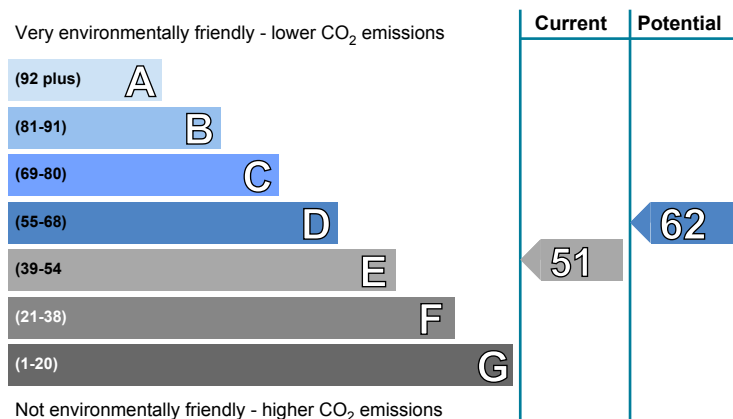 Very environmentally friendly - lower CO₂ emissions
Current Potential
(92 plus) A
(81-91) B
(69-80) C
(55-68) D
62
(39-54 E
51
(21-38) F
(1-20) G
Not environmentally friendly - higher CO₂ emissions